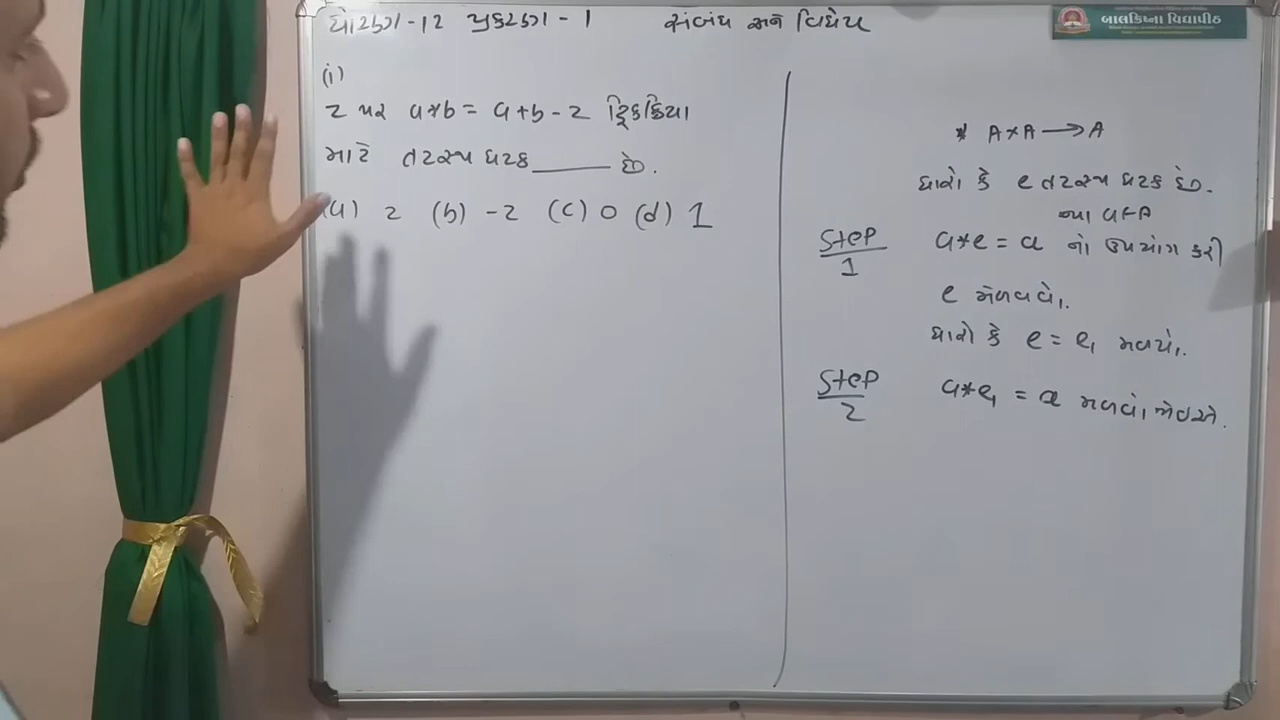 ધોરણ-12 પ્રકરણ-1 સંબંધ અને વિધેય
બાલક્રિષ્ના વિદ્યાપીઠ
(i)
Z પર a*b = a+b-2 દ્વિક્ક્રિયા
માટે તટસ્થ ઘટક ______ છે.
(a) 2 (b) -2 (c) 0 (d) 1
* A×A ⟶ A
ધારો કે e તટસ્થ ઘટક છે.
a∈A
Step 1 a*e = a નો ઉપયોગ કરી
e મેળવવો.
ધારો કે e = e₁ મળ્યો.
Step 2 a*e₁ = a મળવો જોઈએ.